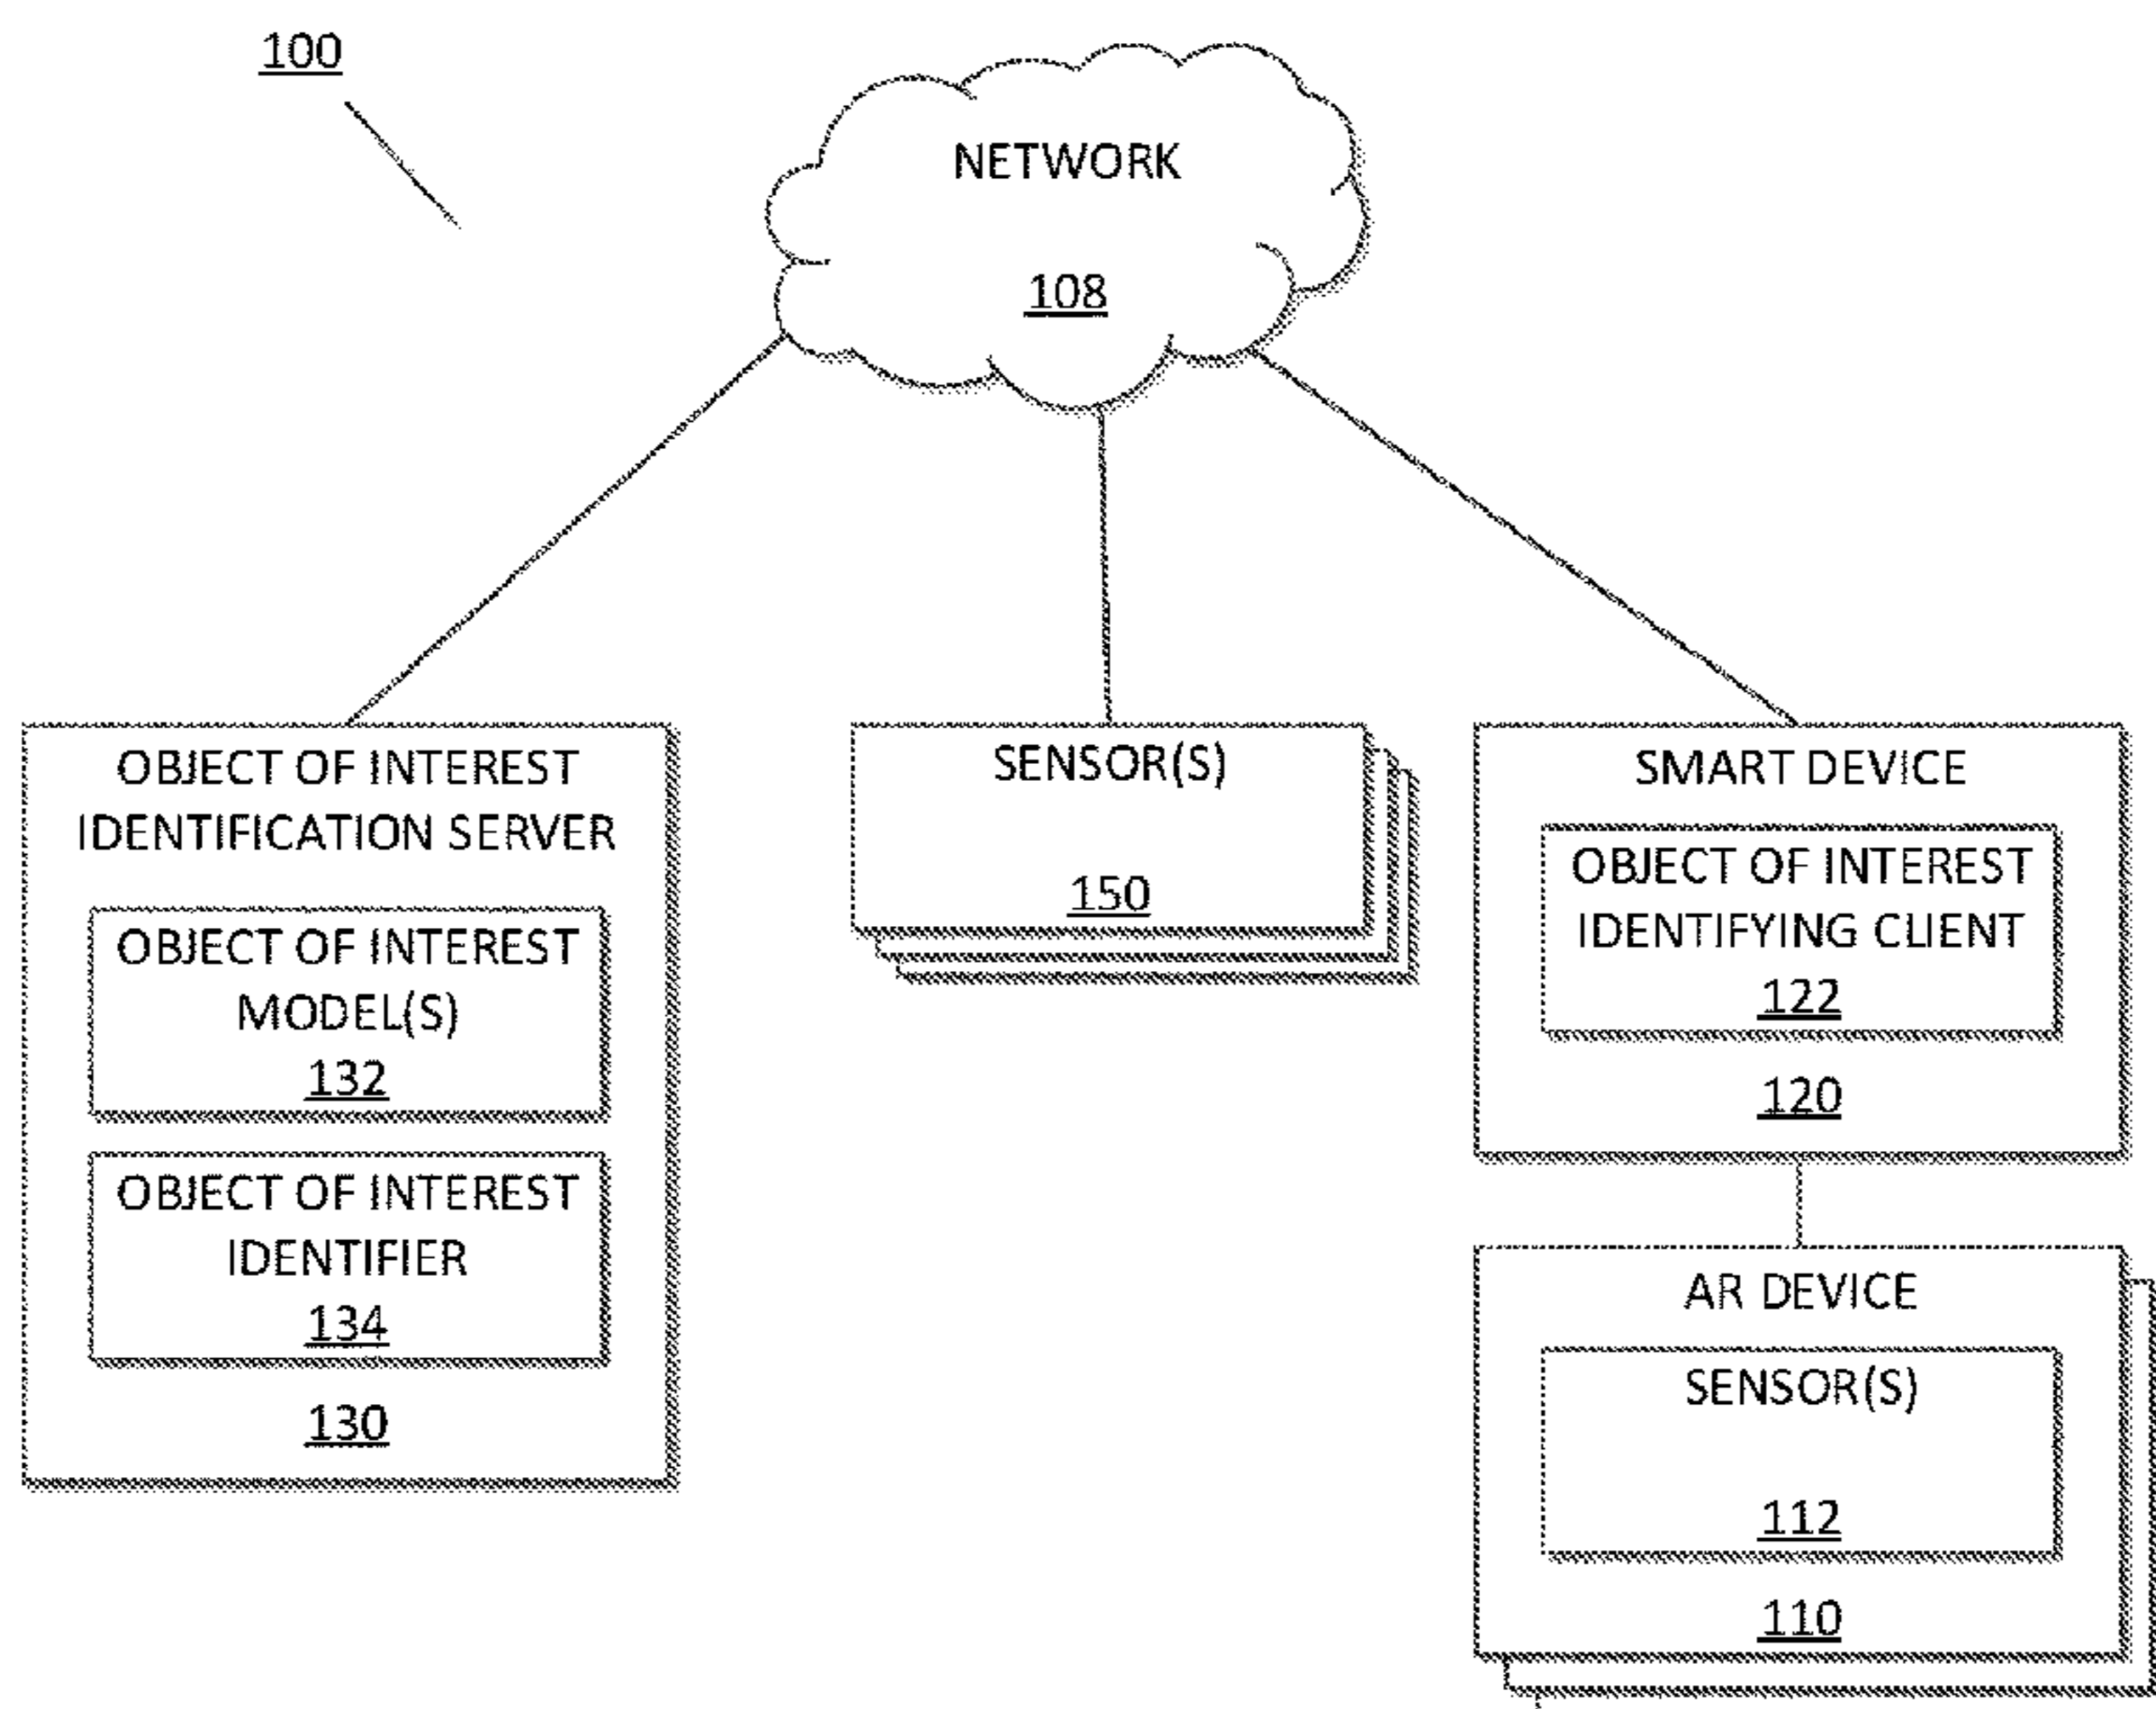 100
NETWORK
108
OBJECT OF INTEREST
IDENTIFICATION SERVER
OBJECT OF INTEREST
MODEL(S)
132
OBJECT OF INTEREST
IDENTIFIER
134
130
SENSOR(S)
150
SMART DEVICE
OBJECT OF INTEREST
IDENTIFYING CLIENT
122
120
AR DEVICE
SENSOR(S)
112
110